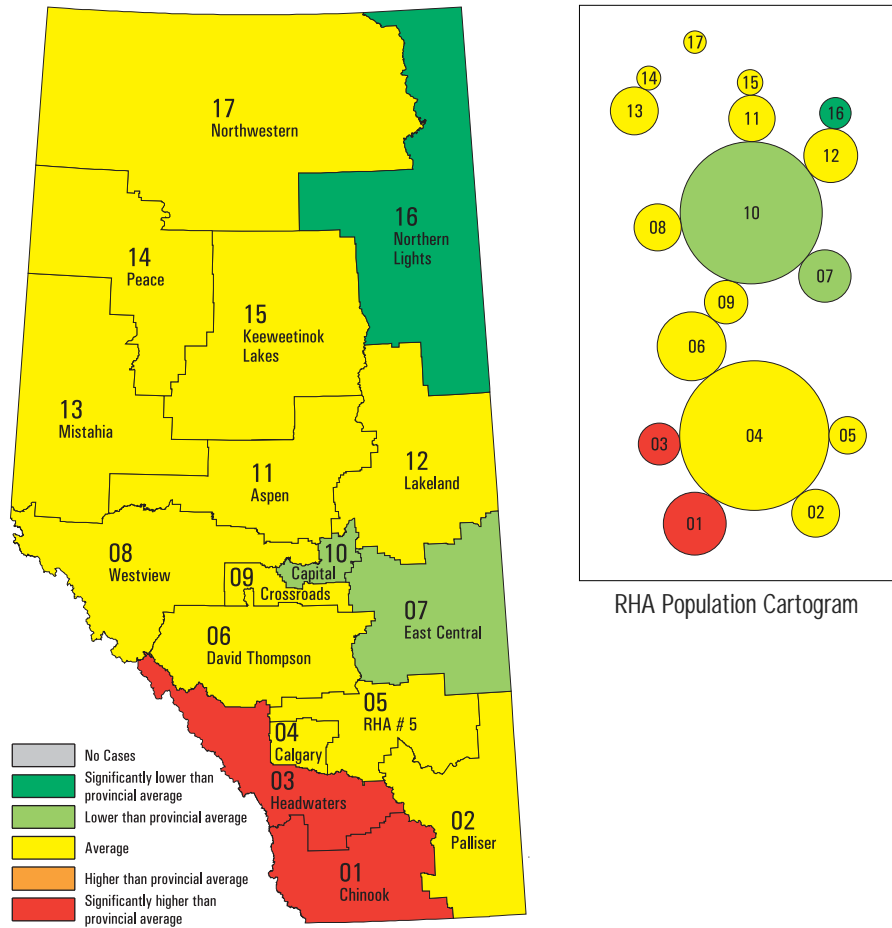 17
Northwestern
16
Northern
Lights
14
Peace
15
Keeweetinok
Lakes
13
Mistahia
11
Aspen
12
Lakeland
08
Westview
10
Capital
09
Crossroads
07
East Central
06
David Thompson
05
RHA # 5
04
Calgary
03
Headwaters
02
Palliser
01
Chinook
No Cases
Significantly lower than
provincial average
Lower than provincial average
Average
Higher than provincial average
Significantly higher than
provincial average
17
14
15
13
11
16
12
10
08
07
09
06
03
04
05
01
02
RHA Population Cartogram